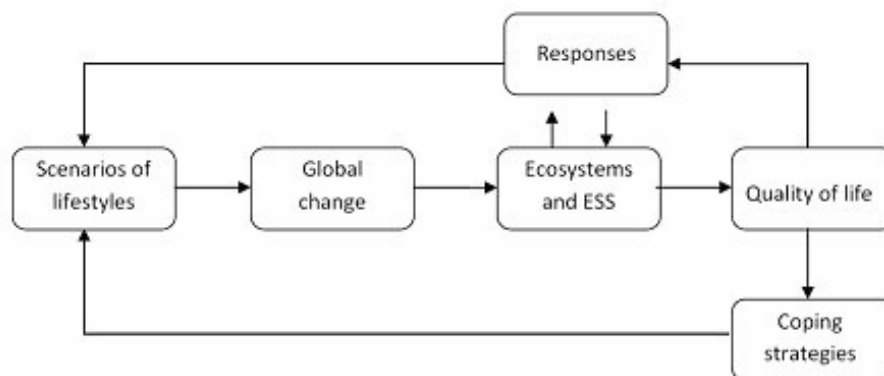 Responses
Scenarios of
lifestyles
Global
change
Ecosystems
and ESS
Quality of life
Coping
strategies